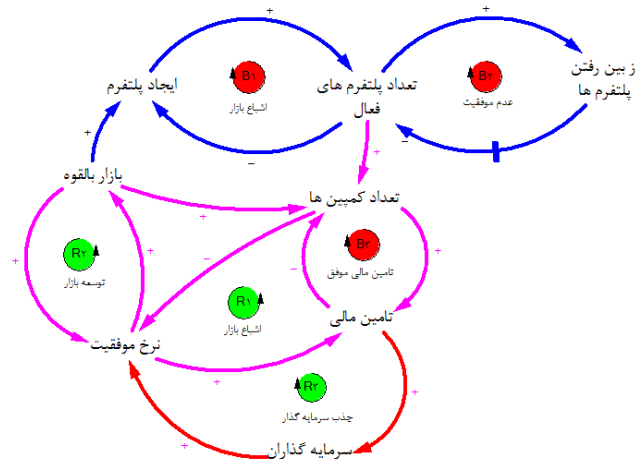 +
+
B۱
B۲
ایجاد پلتفرم
تعداد پلتفرم های
فعال
ز بین رفتن
پلتفرم ها
اشباع بازار
عدم موفقیت
+
−
+
−
بازار بالقوه
تعداد کمپین ها
+
R۲
توسعه بازار
+
+
−
B۳
تامین مالی موفق
−
+
R۱
اشباع بازار
تامین مالی
نرخ موفقیت
+
R۳
جذب سرمایه گذار
+
+
سرمایه گذاران